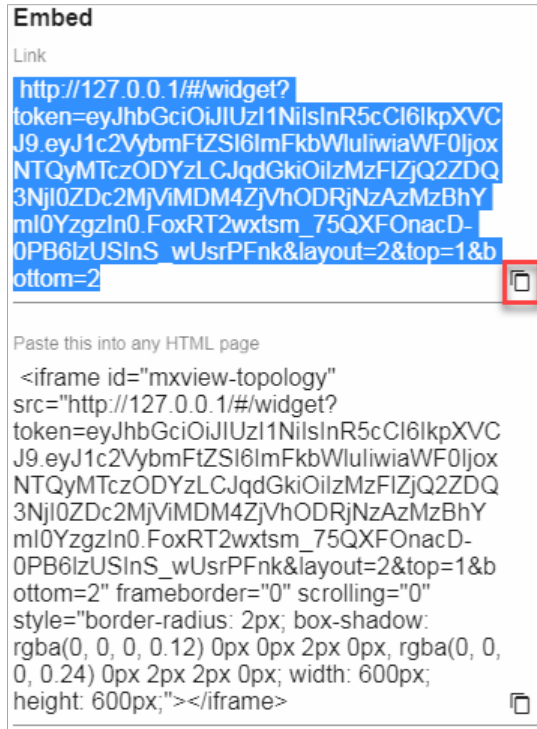 Embed
Link
http://127.0.0.1/#/widget?
token=eyJhbGciOiJIUzI1NiIsInR5cCI6IkpXVC
J9.eyJ1c2VybmFtZSI6ImFkbWluIiwiaWF0Ijox
NTQyMTczODYzLCJqdGkiOiIzMzFlZjQ2ZDQ
3NjI0ZDc2MjViMDM4ZjVhODRjNzAzMzBhY
mI0YzgzIn0.FoxRT2wxtsm_75QXFOnacD-
0PB6lzUSInS_wUsrPFnk&layout=2&top=1&b
ottom=2
Paste this into any HTML page
<iframe id="mxview-topology"
src="http://127.0.0.1/#/widget?
token=eyJhbGciOiJIUzI1NiIsInR5cCI6IkpXVC
J9.eyJ1c2VybmFtZSI6ImFkbWluIiwiaWF0Ijox
NTQyMTczODYzLCJqdGkiOiIzMzFlZjQ2ZDQ
3NjI0ZDc2MjViMDM4ZjVhODRjNzAzMzBhY
mI0YzgzIn0.FoxRT2wxtsm_75QXFOnacD-
0PB6lzUSInS_wUsrPFnk&layout=2&top=1&b
ottom=2" frameborder="0" scrolling="0"
style="border-radius: 2px; box-shadow:
rgba(0, 0, 0, 0.12) 0px 0px 2px 0px, rgba(0, 0,
0, 0.24) 0px 2px 2px 0px; width: 600px;
height: 600px;"></iframe>